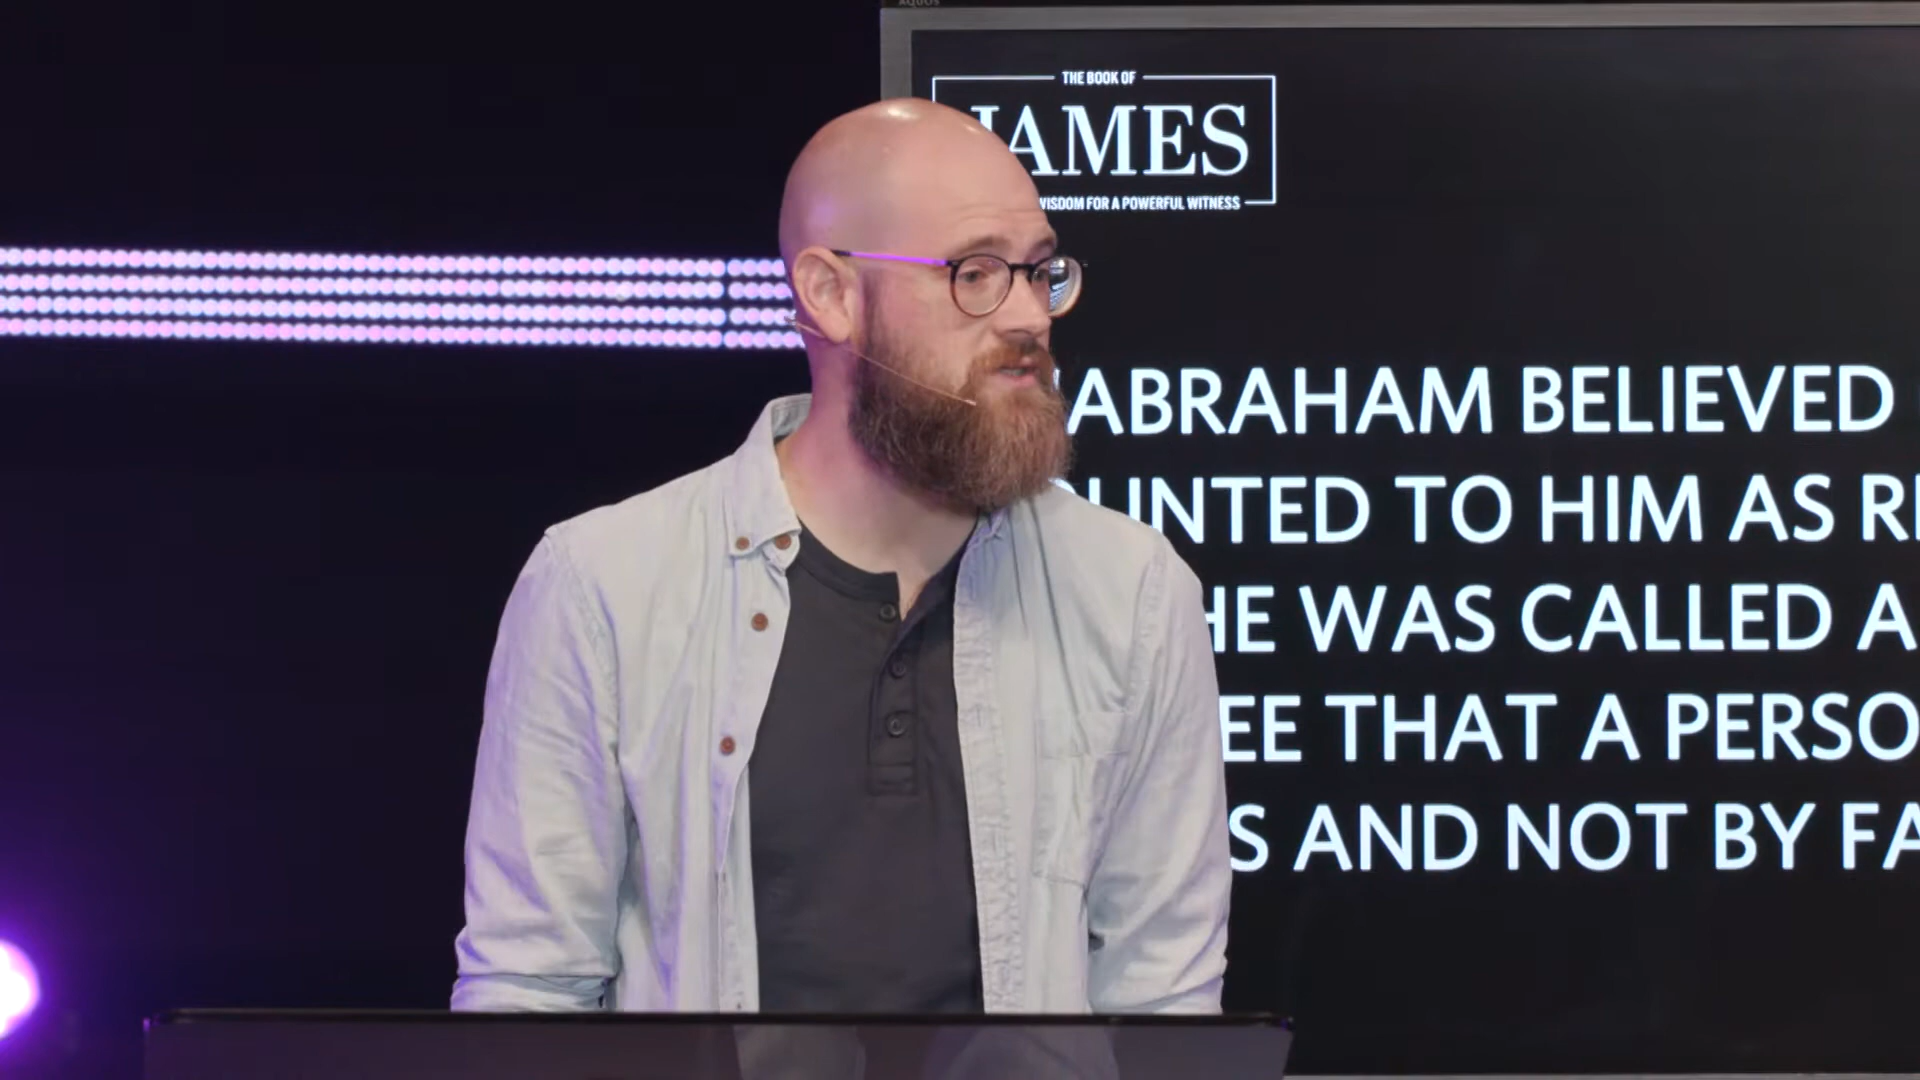 AQUOS
THE BOOK OF
JAMES
WISDOM FOR A POWERFUL WITNESS
"ABRAHAM BELIEVED
UNTED TO HIM AS
HE WAS CALLED A
EE THAT A PERSO
S AND NOT BY FA